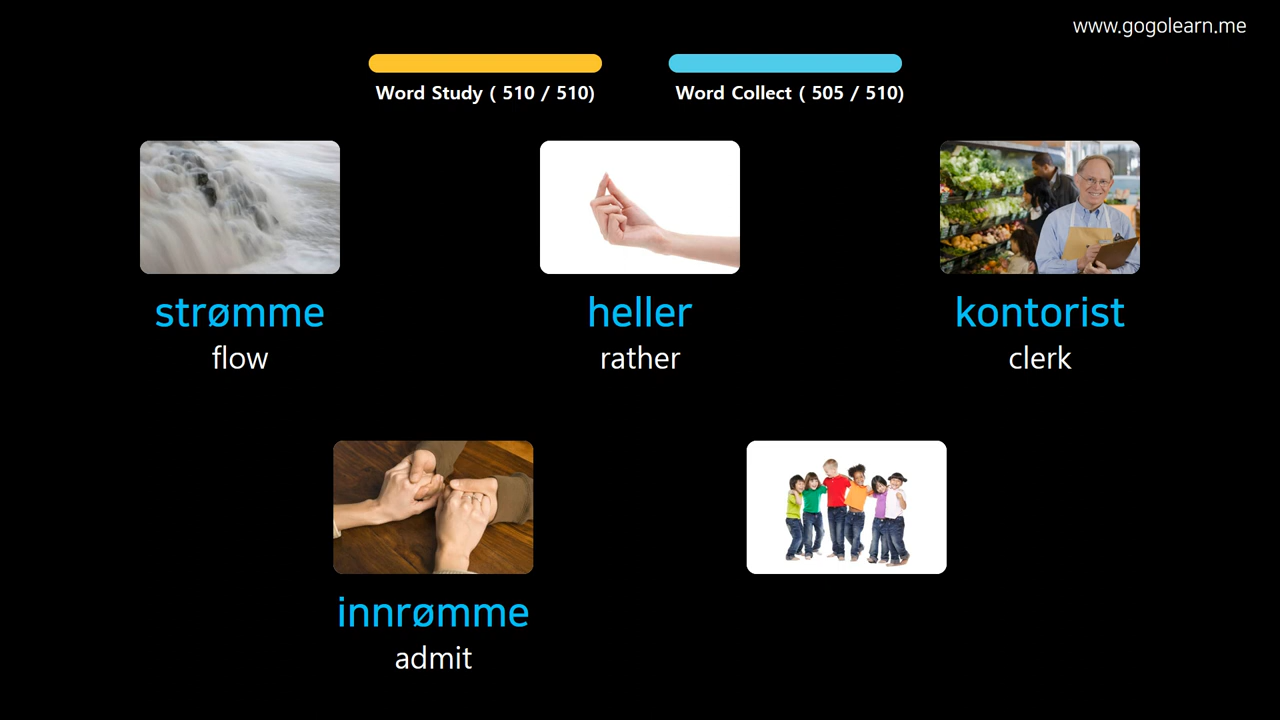 www.gogolearn.me
Word Study ( 510 / 510)
Word Collect ( 505 / 510)
strømme
flow
heller
rather
kontorist
clerk
innrømme
admit